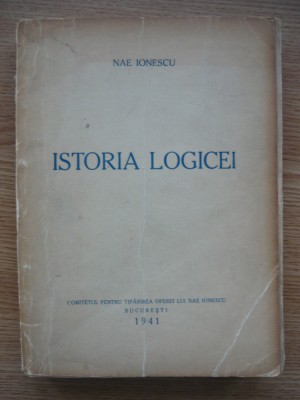 NAE IONESCU
ISTORIA LOGICEI
COMITETUL PENTRU TIPĂRIREA OPEREI LUI NAE IONESCU
BUCUREȘTI
1941